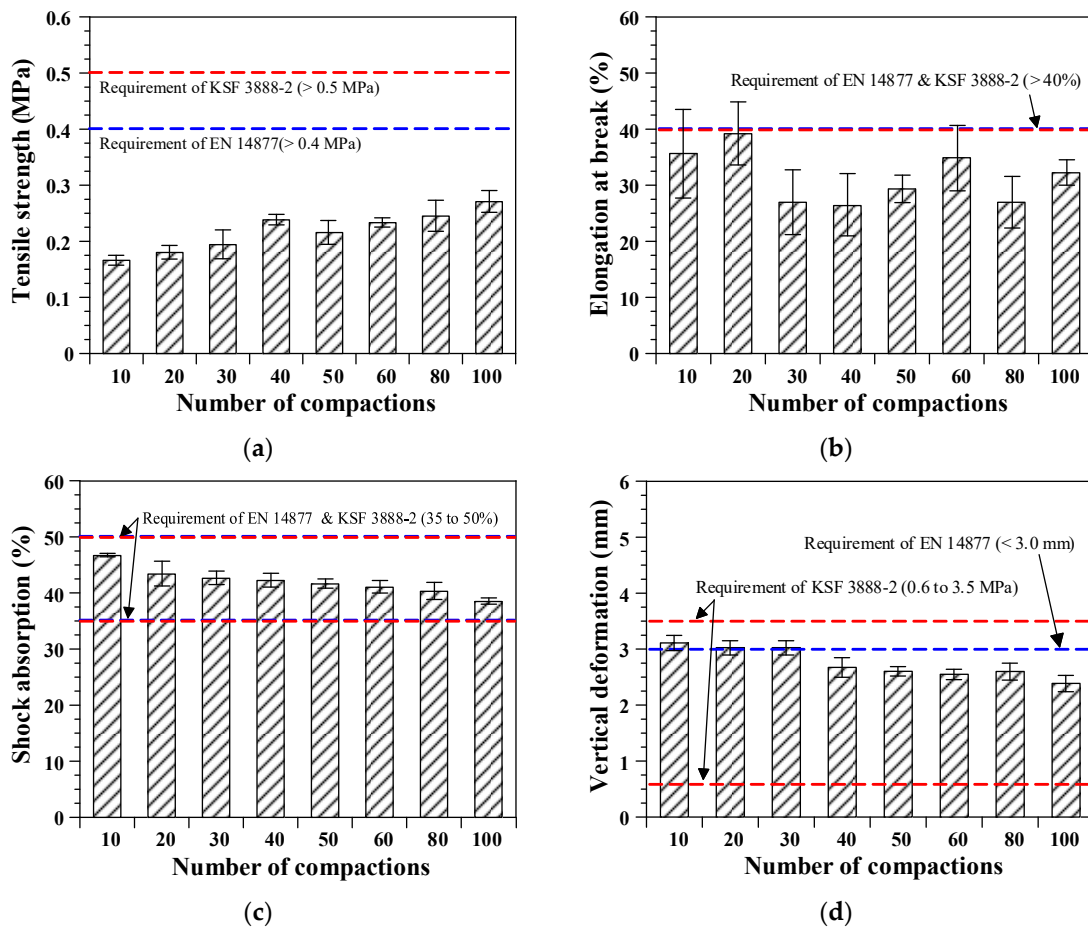 Tensile strength (MPa)
0.6
0.5
0.4
0.3
0.2
0.1
0
Requirement of KSF 3888-2 (> 0.5 MPa)
Requirement of EN 14877(> 0.4 MPa)
10 20 30 40 50 60 80 100
Number of compactions
(a)
Elongation at break (%)
60
50
40
30
20
10
0
Requirement of EN 14877 & KSF 3888-2 (> 40%)
10 20 30 40 50 60 80 100
Number of compactions
(b)
Shock absorption (%)
60
50
40
30
20
10
0
Requirement of EN 14877 & KSF 3888-2 (35 to 50%)
10 20 30 40 50 60 80 100
Number of compactions
(c)
Vertical deformation (mm)
6
5
4
3
2
1
0
Requirement of EN 14877 (< 3.0 mm)
Requirement of KSF 3888-2 (0.6 to 3.5 MPa)
10 20 30 40 50 60 80 100
Number of compactions
(d)